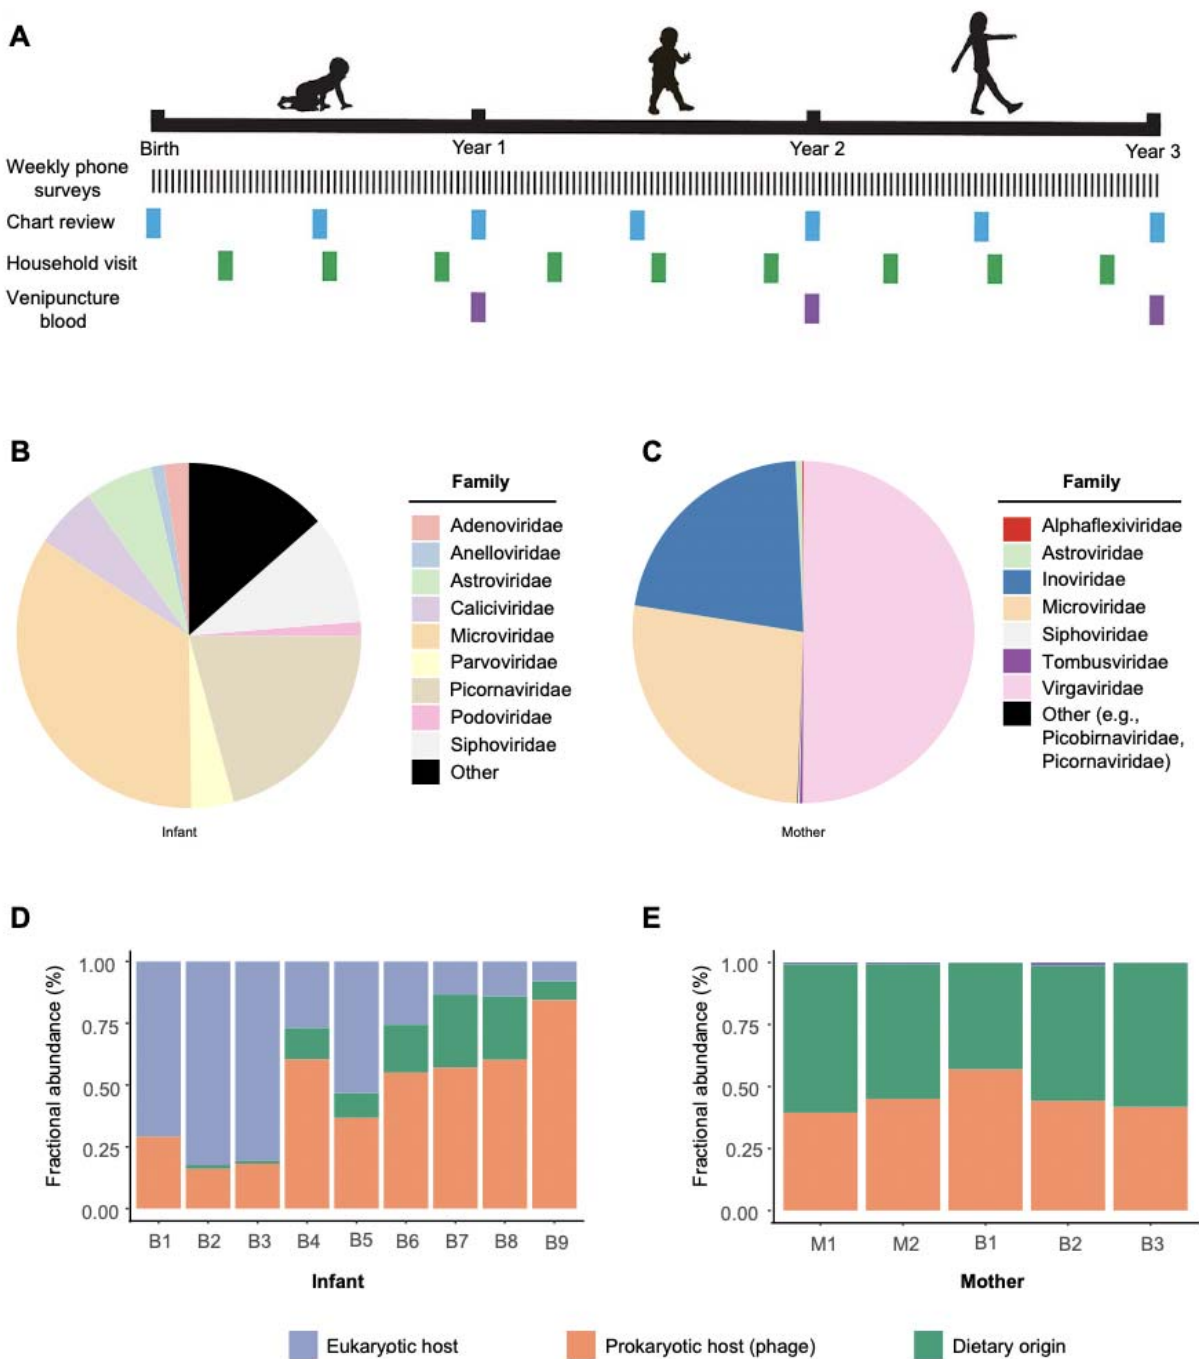 A
Birth
Year 1
Year 2
Year 3
Weekly phone
surveys
Chart review
Household visit
Venipuncture
blood
B
Family
Adenoviridae
Anelloviridae
Astroviridae
Caliciviridae
Microviridae
Parvoviridae
Picornaviridae
Podoviridae
Siphoviridae
Other
Infant
C
Family
Alphaflexiviridae
Astroviridae
Inoviridae
Microviridae
Siphoviridae
Tombusviridae
Virgaviridae
Other (e.g.,
Picobirnaviridae,
Picornaviridae)
Mother
D
Fractional abundance (%)
1.00
0.75
0.50
0.25
0.00
B1 B2 B3 B4 B5 B6 B7 B8 B9
Infant
E
Fractional abundance (%)
1.00
0.75
0.50
0.25
0.00
M1 M2 B1 B2 B3
Mother
Eukaryotic host
Prokaryotic host (phage)
Dietary origin